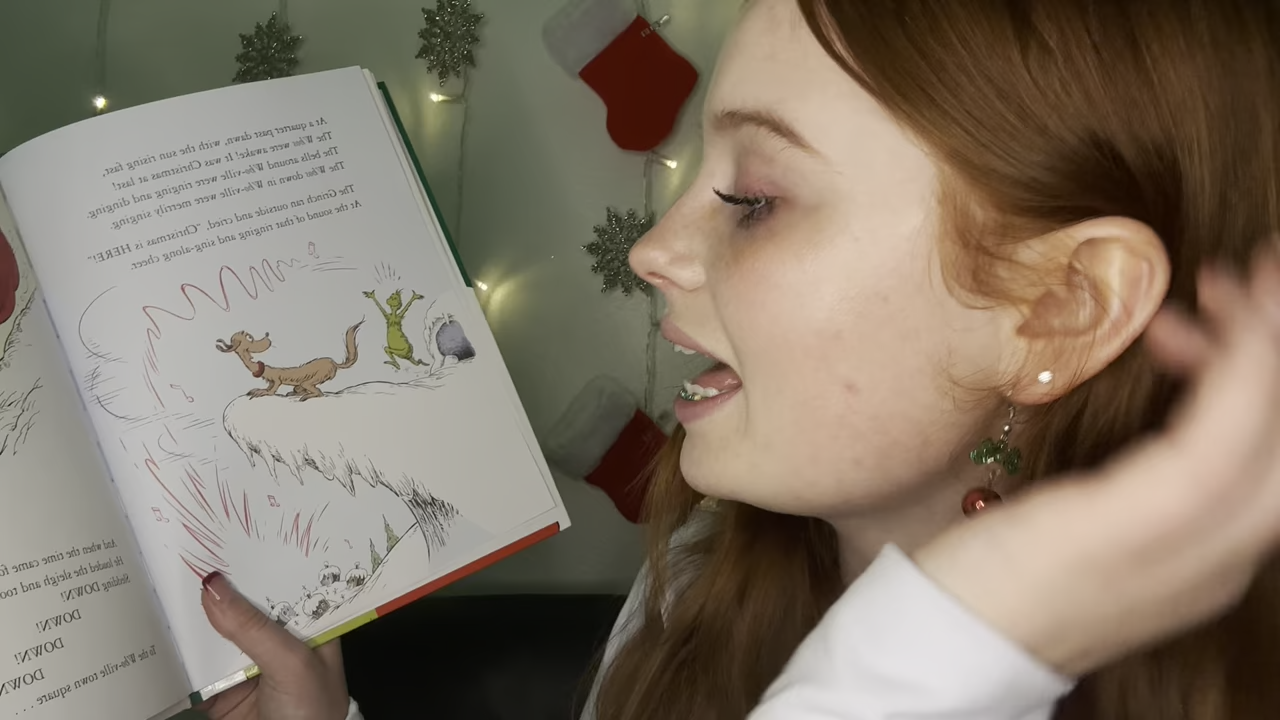 At a quarter past dawn, with the sun rising fast,
The Whos were awake! It was Christmas at last!
The bells around Who-ville were ringing and dinging.
The Whos down in Who-ville were merrily singing.
The Grinch ran outside and cried, "Christmas is HERE!"
At the sound of that ringing and sing-along cheer.
And when the time came
He loaded the sleigh and
Sledding DOWN!
DOWN!
DOWN!
DOWN
To the Who-ville town square . . . .